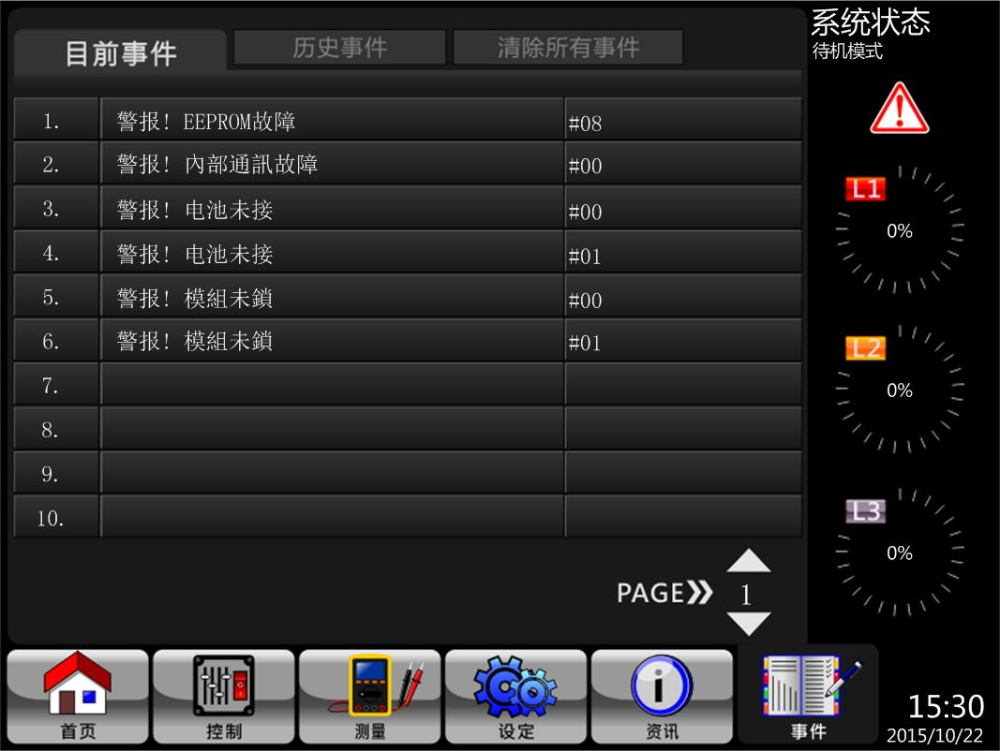 目前事件 历史事件 清除所有事件
系统状态
待机模式
1. 警报! EEPROM故障 #08
2. 警报! 內部通訊故障 #00
3. 警报! 电池未接 #00
4. 警报! 电池未接 #01
5. 警报! 模組未鎖 #00
6. 警报! 模組未鎖 #01
7.
8.
9.
10.
L1
0%
L2
0%
L3
0%
PAGE 1
首页 控制 测量 设定 资讯 事件
15:30
2015/10/22